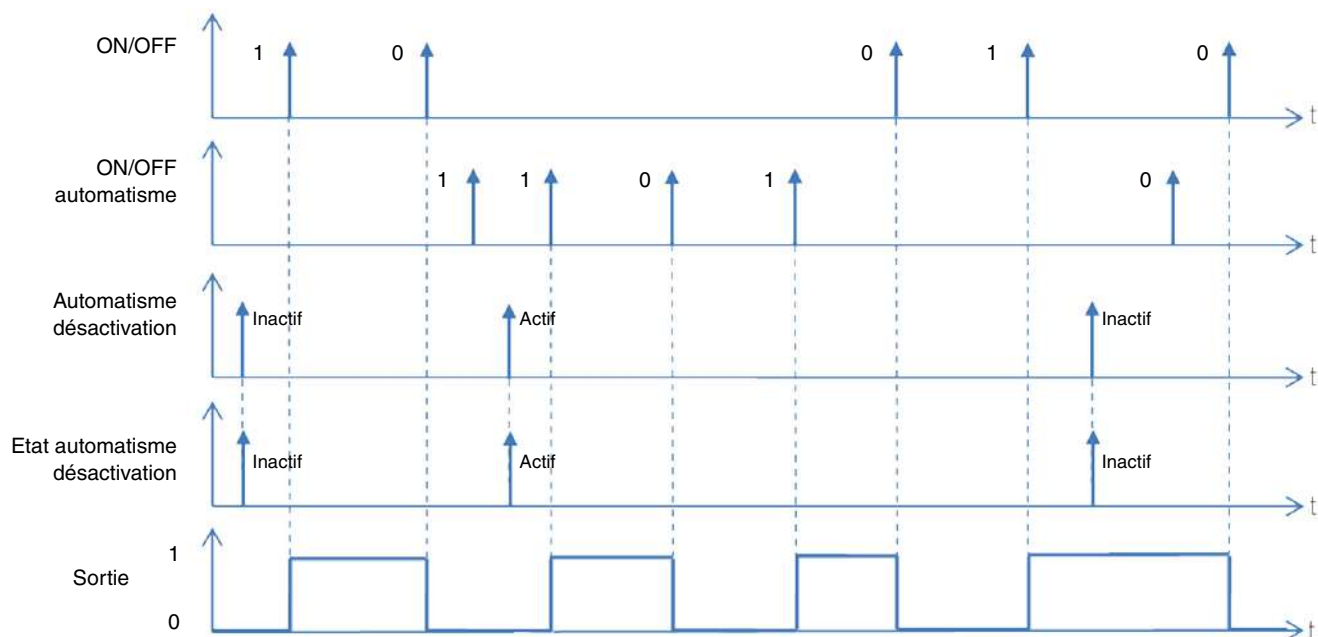 ON/OFF
1 0 0 1 0
t
ON/OFF
automatisme
1 1 0 1 0
t
Automatisme
désactivation
Inactif Actif Inactif
t
Etat automatisme
désactivation
Inactif Actif Inactif
t
1
Sortie
0
t